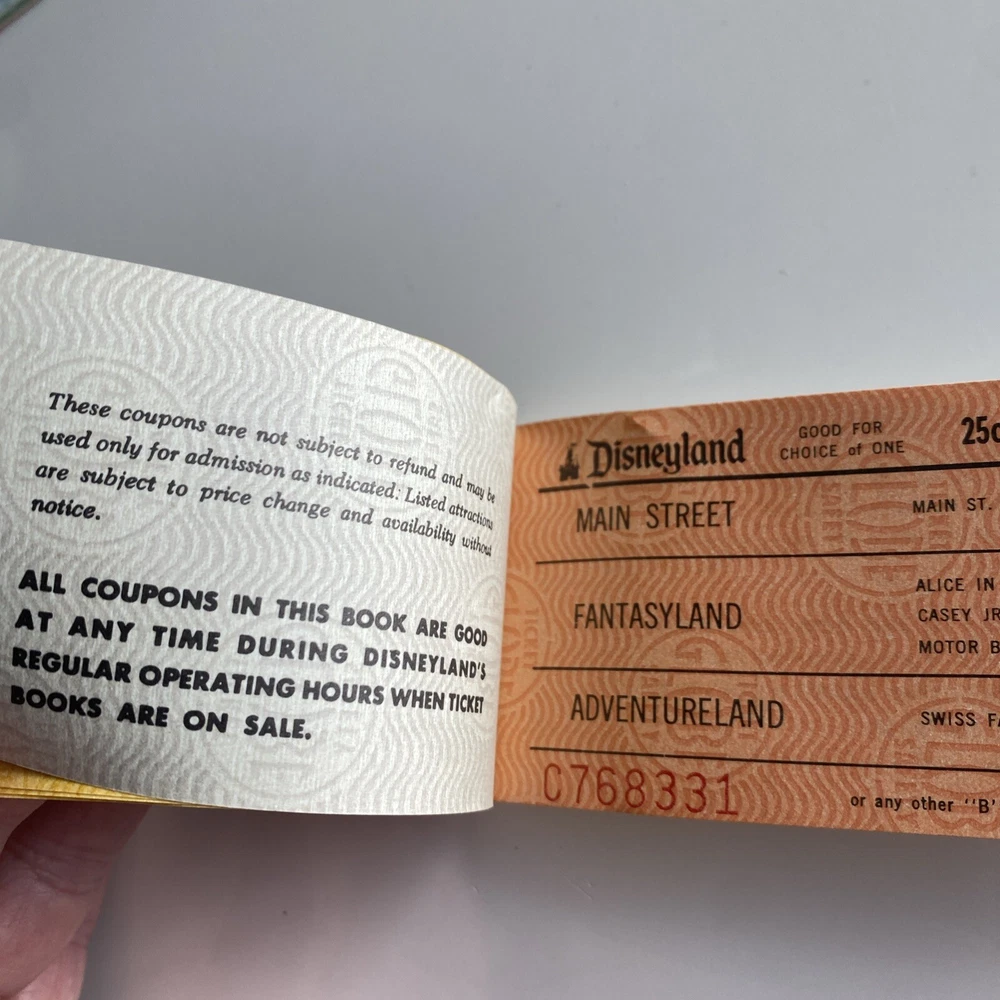 These coupons are not subject to refund and may be
used only for admission as indicated. Listed attractions
are subject to price change and availability without
notice.
ALL COUPONS IN THIS BOOK ARE GOOD
AT ANY TIME DURING DISNEYLAND'S
REGULAR OPERATING HOURS WHEN TICKET
BOOKS ARE ON SALE.
Disneyland
GOOD FOR
CHOICE of ONE
25¢
MAIN STREET
MAIN ST.
FANTASYLAND
ALICE IN
CASEY JR
MOTOR B
ADVENTURELAND
SWISS FA
C768331
or any other "B"